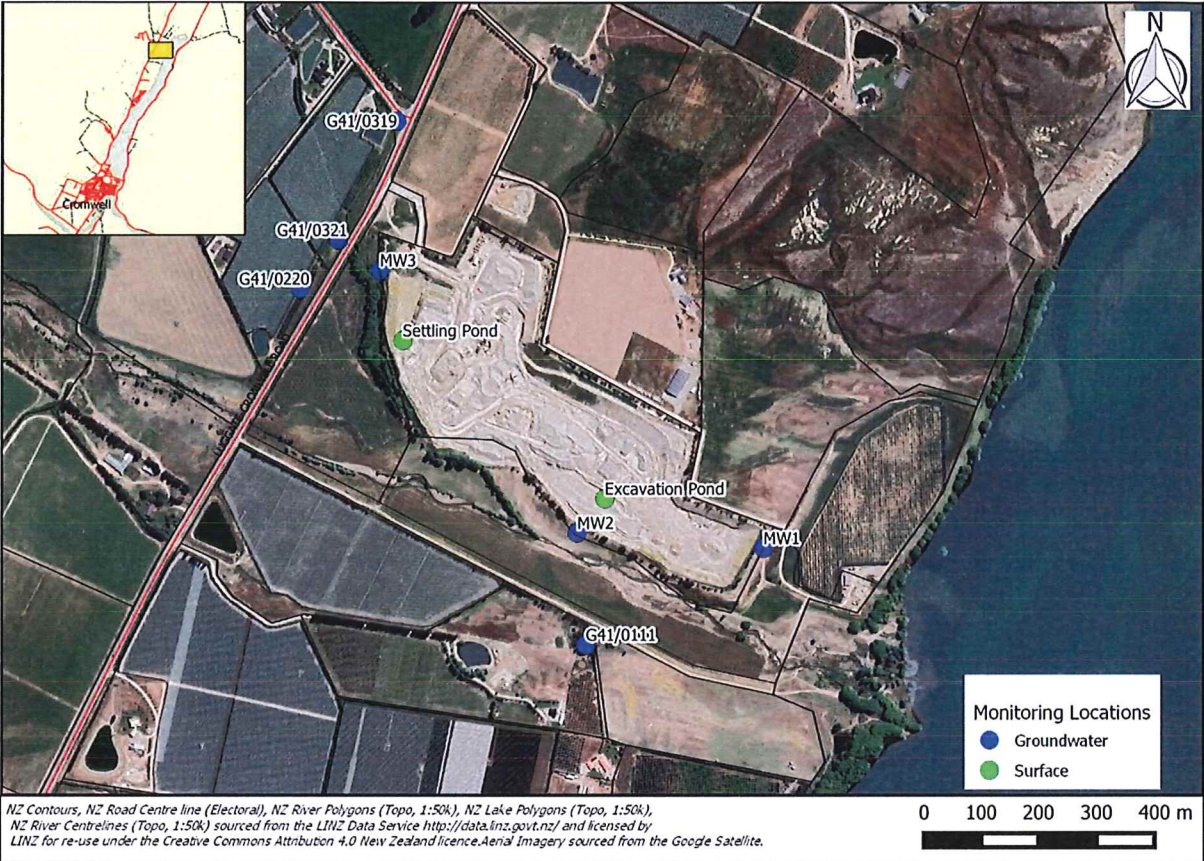 N
Cromwell
G41/0319
G41/0321
MW3
G41/0220
Settling Pond
Excavation Pond
MW2
MW1
G41/0111
Monitoring Locations
Groundwater
Surface
NZ Contours, NZ Road Centre line (Electoral), NZ River Polygons (Topo, 1:50k), NZ Lake Polygons (Topo, 1:50k),
NZ River Centrelines (Topo, 1:50k) sourced from the LINZ Data Service http://data.linz.govt.nz/ and licensed by
LINZ for re-use under the Creative Commons Attribution 4.0 New Zealand licence.Aerial Imagery sourced from the Google Satellite.
0 100 200 300 400 m